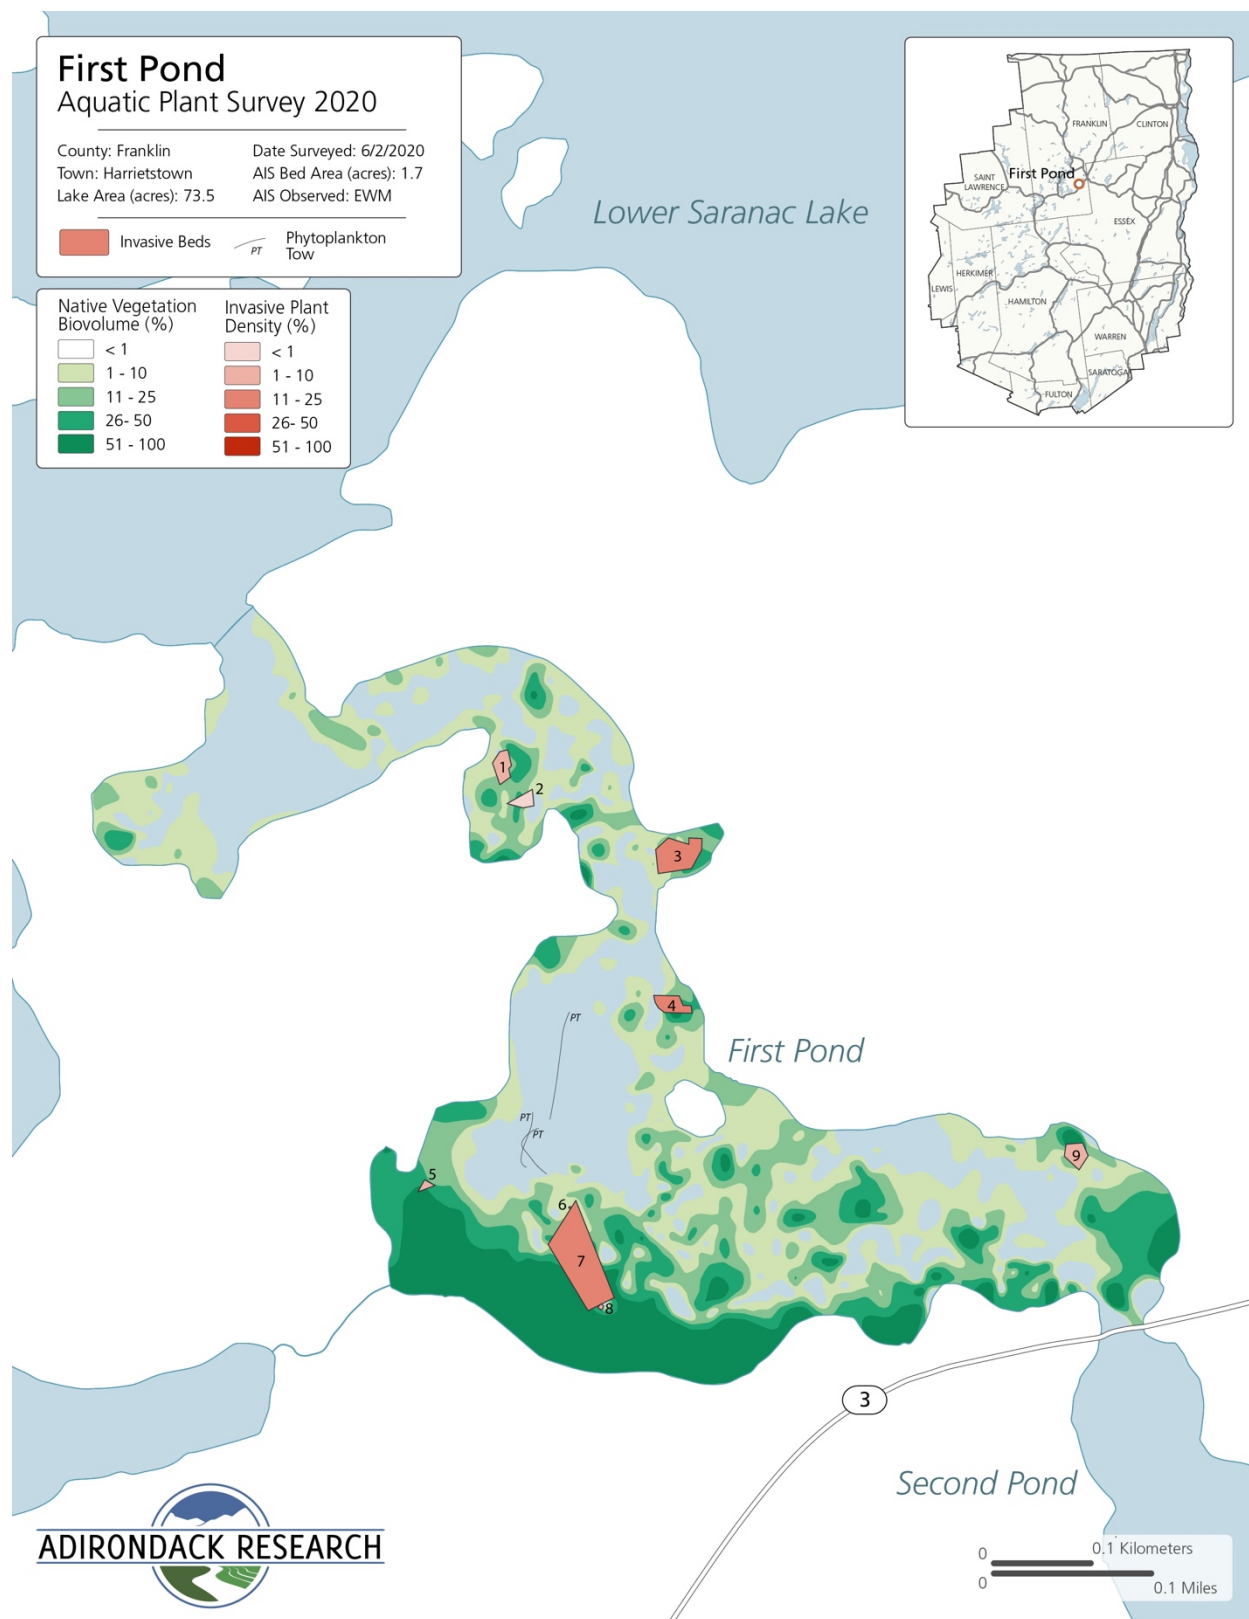 First Pond
Aquatic Plant Survey 2020
County: Franklin
Date Surveyed: 6/2/2020
Town: Harrietstown
AIS Bed Area (acres): 1.7
Lake Area (acres): 73.5
AIS Observed: EWM
Invasive Beds
PT
Phytoplankton
Tow
Native Vegetation
Biovolume (%)
< 1
1 - 10
11 - 25
26- 50
51 - 100
Invasive Plant
Density (%)
< 1
1 - 10
11 - 25
26- 50
51 - 100
Lower Saranac Lake
FRANKLIN
CLINTON
First Pond
SAINT
LAWRENCE
ESSEX
HERKIMER
LEWIS
HAMILTON
WARREN
SARATOGA
FULTON
1
2
3
4
PT
First Pond
PT
PT
5
6
7
8
9
3
Second Pond
ADIRONDACK RESEARCH
0
0.1 Kilometers
0
0.1 Miles